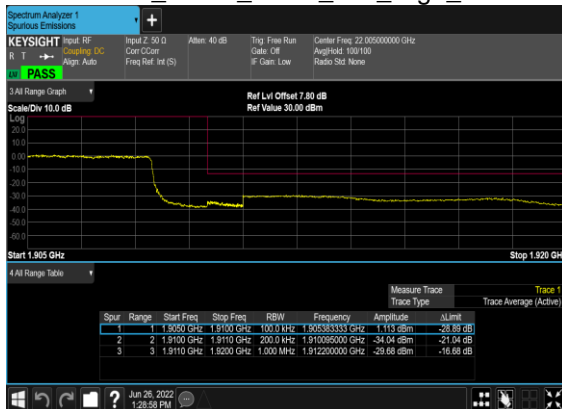 Spectrum Analyzer 1
Spurious Emissions
+
KEYSIGHT Input: RF Input Z: 50 Ω Atten: 40 dB Trig: Free Run Center Freq: 22.005000000 GHz
R T Coupling: DC Corr CCorr Gate: Off Avg|Hold: 100/100
Align: Auto Freq Ref: Int (S) IF Gain: Low Radio Std: None
PASS
3 All Range Graph
Ref Lvl Offset 7.80 dB
Scale/Div 10.0 dB Ref Value 30.00 dBm
Log
20.0
10.0
0.00
-10.0
-20.0
-30.0
-40.0
-50.0
-60.0
Start 1.905 GHz Stop 1.920 GH
4 All Range Table
Measure Trace Trace 1
Trace Type Trace Average (Active)
Spur Range Start Freq Stop Freq RBW Frequency Amplitude ΔLimit
1 1 1.9050 GHz 1.9100 GHz 100.0 kHz 1.905383333 GHz 1.113 dBm -28.89 dB
2 2 1.9100 GHz 1.9110 GHz 200.0 kHz 1.910095000 GHz -34.04 dBm -21.04 dB
3 3 1.9110 GHz 1.9200 GHz 1.000 MHz 1.912200000 GHz -29.68 dBm -16.68 dB
? Jun 26, 2022
1:28:58 PM